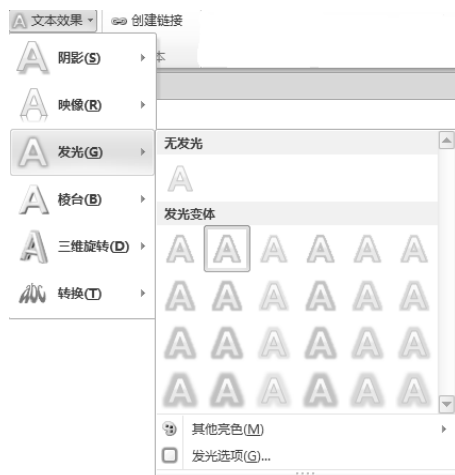 文本效果 创建链接
阴影(S) 本
映像(R)
发光(G)
棱台(B)
三维旋转(D)
转换(T)
无发光
发光变体
其他亮色(M)
发光选项(G)...